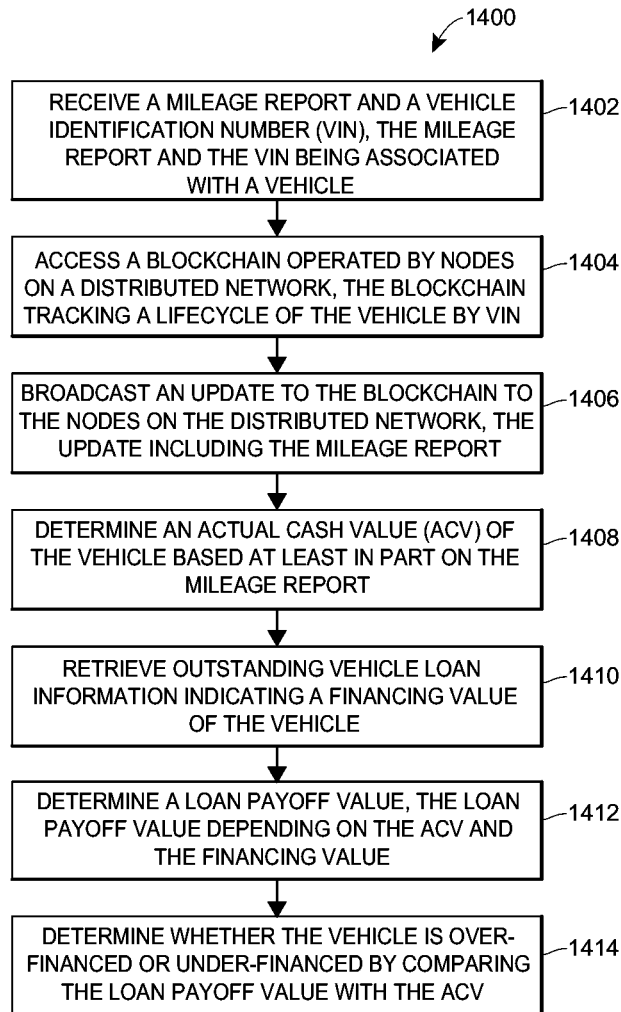 1400
RECEIVE A MILEAGE REPORT AND A VEHICLE
IDENTIFICATION NUMBER (VIN), THE MILEAGE
REPORT AND THE VIN BEING ASSOCIATED
WITH A VEHICLE
1402
ACCESS A BLOCKCHAIN OPERATED BY NODES
ON A DISTRIBUTED NETWORK, THE BLOCKCHAIN
TRACKING A LIFECYCLE OF THE VEHICLE BY VIN
1404
BROADCAST AN UPDATE TO THE BLOCKCHAIN TO
THE NODES ON THE DISTRIBUTED NETWORK, THE
UPDATE INCLUDING THE MILEAGE REPORT
1406
DETERMINE AN ACTUAL CASH VALUE (ACV) OF
THE VEHICLE BASED AT LEAST IN PART ON THE
MILEAGE REPORT
1408
RETRIEVE OUTSTANDING VEHICLE LOAN
INFORMATION INDICATING A FINANCING VALUE
OF THE VEHICLE
1410
DETERMINE A LOAN PAYOFF VALUE, THE LOAN
PAYOFF VALUE DEPENDING ON THE ACV AND
THE FINANCING VALUE
1412
DETERMINE WHETHER THE VEHICLE IS OVER-
FINANCED OR UNDER-FINANCED BY COMPARING
THE LOAN PAYOFF VALUE WITH THE ACV
1414